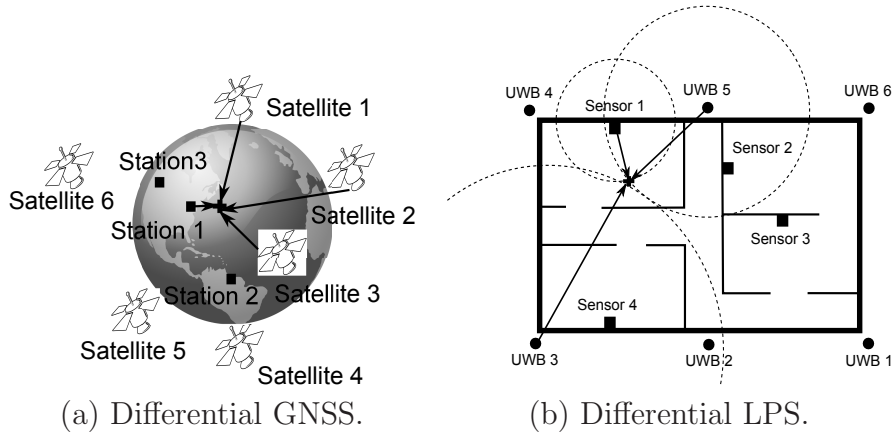 Satellite 1
Station3
Satellite 6
Station 1
Satellite 2
Station 2
Satellite 3
Satellite 5
Satellite 4
(a) Differential GNSS.
UWB 4
UWB 5
UWB 6
Sensor 1
Sensor 2
Sensor 3
Sensor 4
UWB 3
UWB 2
UWB 1
(b) Differential LPS.